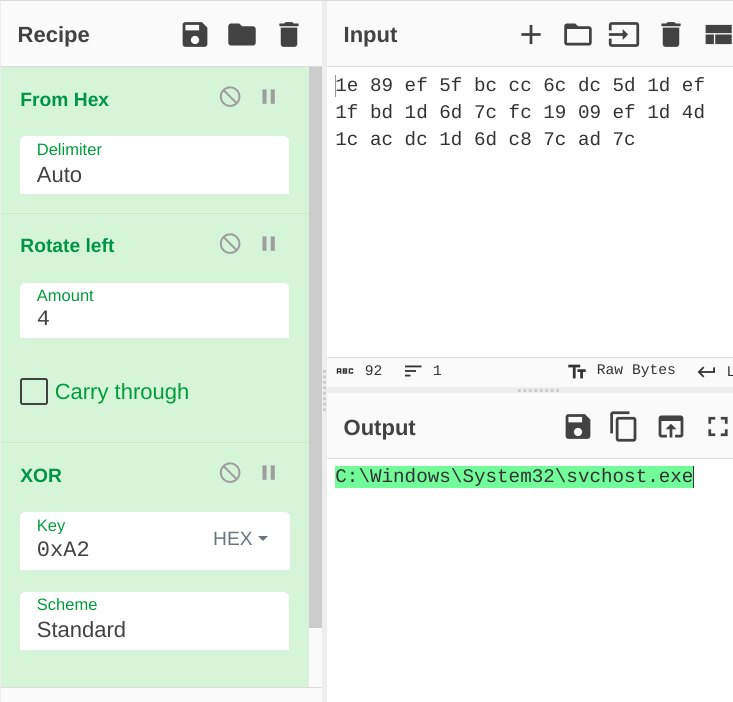 Recipe
From Hex
Delimiter
Auto
Rotate left
Amount
4
Carry through
XOR
Key
0xA2
HEX
Scheme
Standard
Input
1e 89 ef 5f bc cc 6c dc 5d 1d ef
1f bd 1d 6d 7c fc 19 09 ef 1d 4d
1c ac dc 1d 6d c8 7c ad 7c
ABC 92 1 Tт Raw Bytes L
Output
C:\Windows\System32\svchost.exe